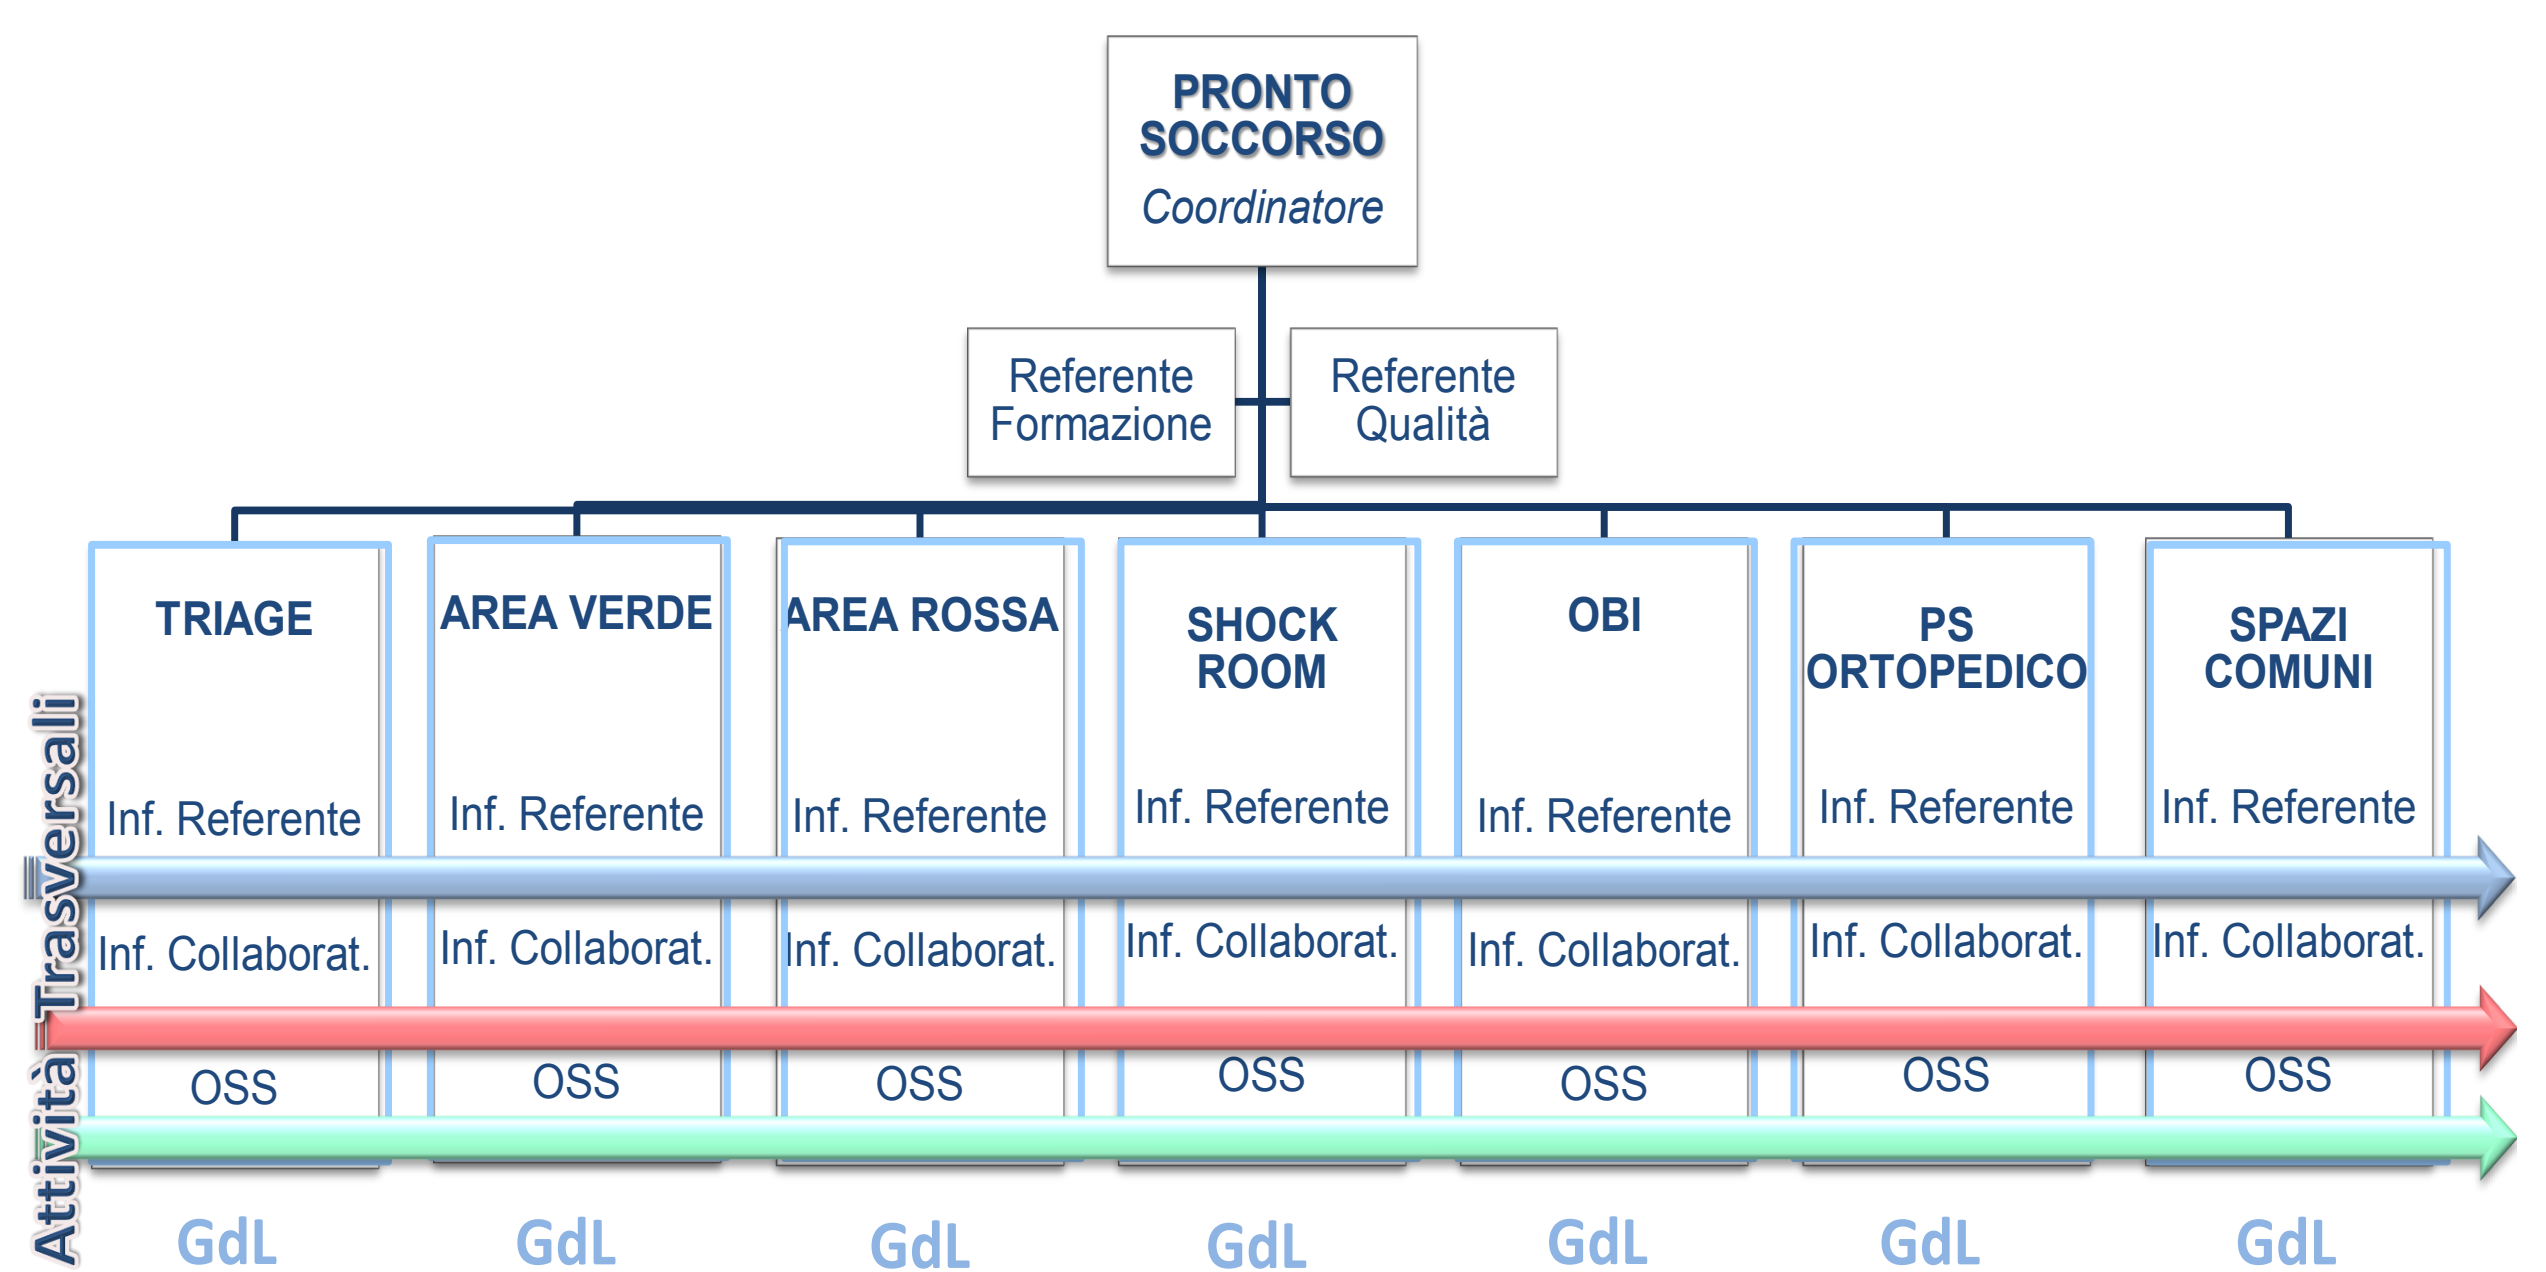 PRONTO
SOCCORSO
Coordinatore
Referente
Formazione
Referente
Qualità
TRIAGE
Inf. Referente
Inf. Collaborat.
OSS
AREA VERDE
Inf. Referente
Inf. Collaborat.
OSS
AREA ROSSA
Inf. Referente
Inf. Collaborat.
OSS
SHOCK
ROOM
Inf. Referente
Inf. Collaborat.
OSS
OBI
Inf. Referente
Inf. Collaborat.
OSS
PS
ORTOPEDICO
Inf. Referente
Inf. Collaborat.
OSS
SPAZI
COMUNI
Inf. Referente
Inf. Collaborat.
OSS
Attività Trasversali
GdL
GdL
GdL
GdL
GdL
GdL
GdL